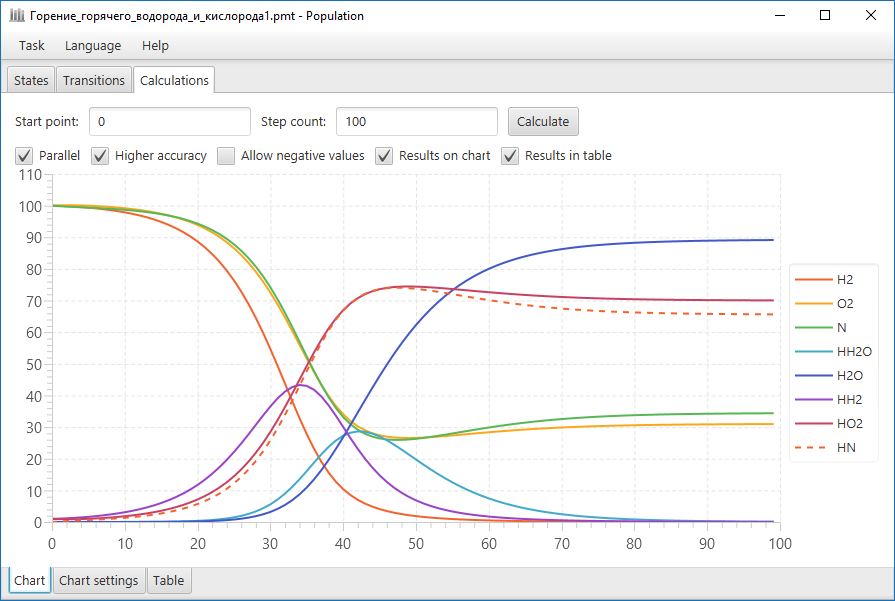 Горение_горячего_водорода_и_кислорода1.pmt - Population
Task Language Help
States Transitions Calculations
Start point: 0 Step count: 100 Calculate
Parallel Higher accuracy Allow negative values Results on chart Results in table
110
100
90
80
70
60
50
40
30
20
10
0
0 10 20 30 40 50 60 70 80 90 100
H2
O2
N
HH2O
H2O
HH2
HO2
HN
Chart Chart settings Table